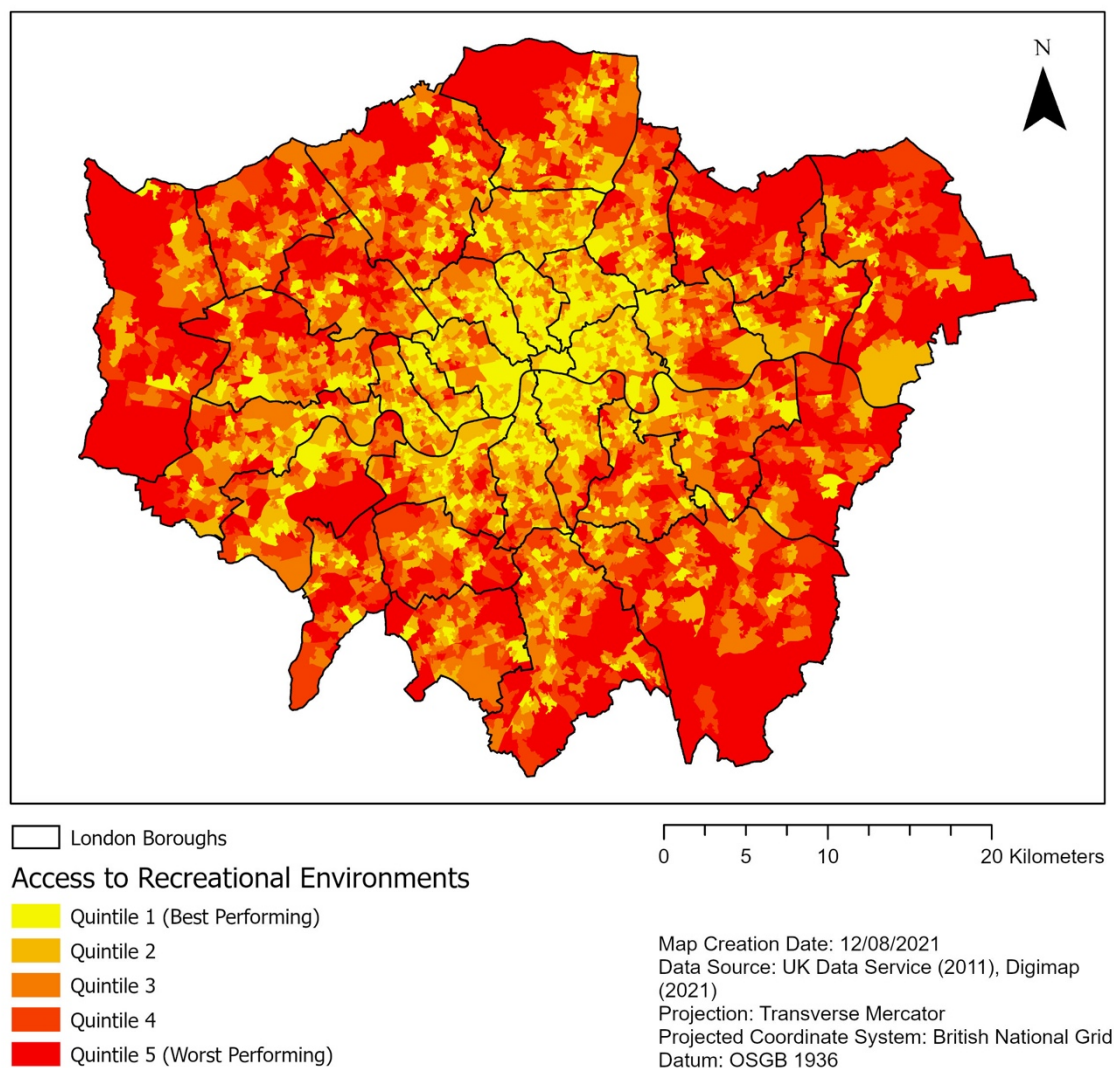 N
London Boroughs
Access to Recreational Environments
Quintile 1 (Best Performing)
Quintile 2
Quintile 3
Quintile 4
Quintile 5 (Worst Performing)
0 5 10 20 Kilometers
Map Creation Date: 12/08/2021
Data Source: UK Data Service (2011), Digimap
(2021)
Projection: Transverse Mercator
Projected Coordinate System: British National Grid
Datum: OSGB 1936